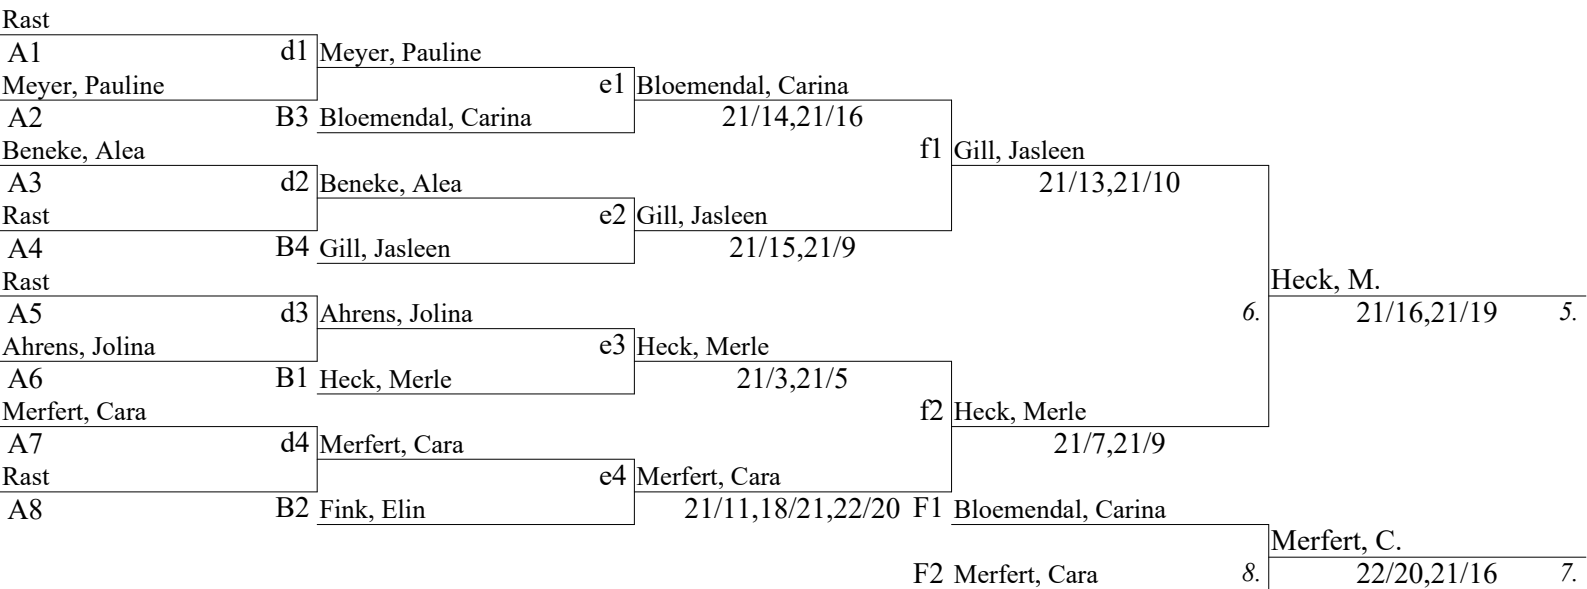 Rast
A1 d1 Meyer, Pauline
Meyer, Pauline e1 Bloemendal, Carina
A2 B3 Bloemendal, Carina 21/14,21/16
Beneke, Alea f1 Gill, Jasleen
A3 d2 Beneke, Alea 21/13,21/10
Rast e2 Gill, Jasleen
A4 B4 Gill, Jasleen 21/15,21/9
Rast Heck, M.
A5 d3 Ahrens, Jolina 6. 21/16,21/19 5.
Ahrens, Jolina e3 Heck, Merle
A6 B1 Heck, Merle 21/3,21/5
Merfert, Cara f2 Heck, Merle
A7 d4 Merfert, Cara 21/7,21/9
Rast e4 Merfert, Cara
A8 B2 Fink, Elin 21/11,18/21,22/20 F1 Bloemendal, Carina
Merfert, C.
F2 Merfert, Cara 8. 22/20,21/16 7.